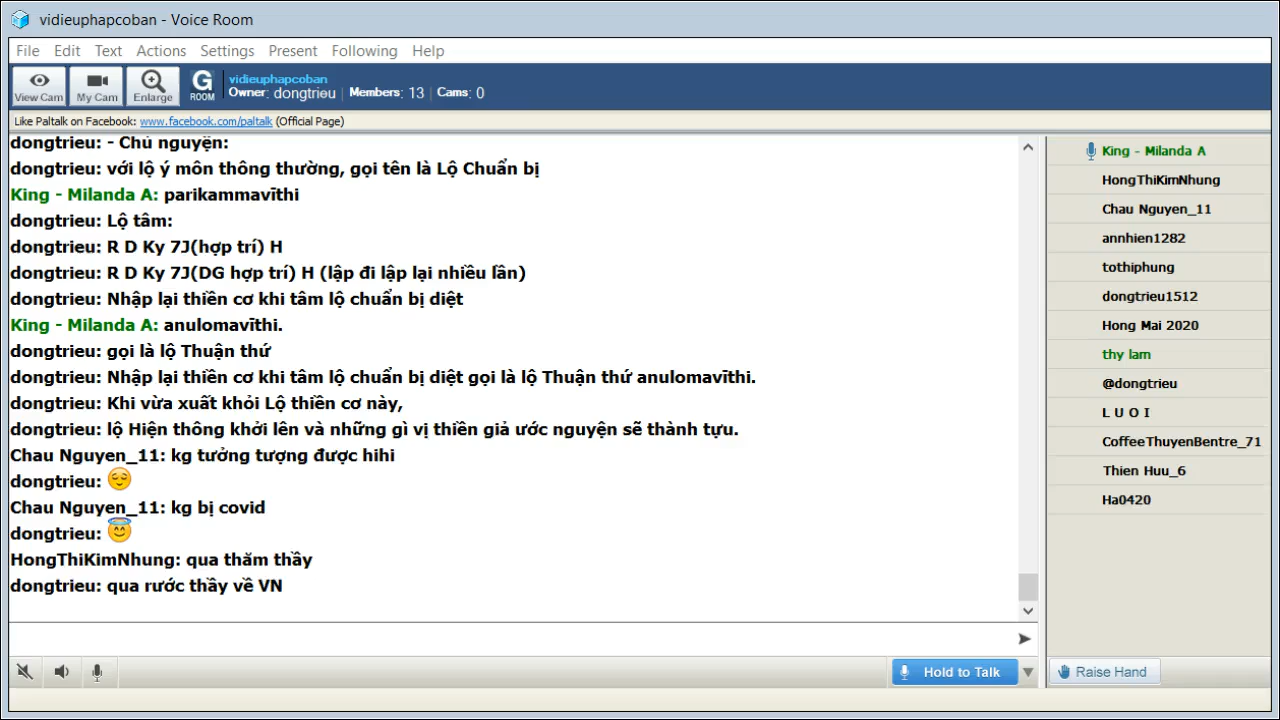 vidieuphapcoban - Voice Room
File Edit Text Actions Settings Present Following Help
View Cam My Cam Enlarge G ROOM
vidieuphapcoban
Owner: dongtrieu | Members: 13 | Cams: 0
Like Paltalk on Facebook: www.facebook.com/paltalk (Official Page)
dongtrieu: - Chú nguyện:
dongtrieu: với lộ ý môn thông thường, gọi tên là Lộ Chuẩn bị
King - Milanda A: parikammavīthi
dongtrieu: Lộ tâm:
dongtrieu: R D Ky 7J(hợp trí) H
dongtrieu: R D Ky 7J(DG hợp trí) H (lập đi lập lại nhiều lần)
dongtrieu: Nhập lại thiền cơ khi tâm lộ chuẩn bị diệt
King - Milanda A: anulomavīthi.
dongtrieu: gọi là lộ Thuận thứ
dongtrieu: Nhập lại thiền cơ khi tâm lộ chuẩn bị diệt gọi là lộ Thuận thứ anulomavīthi.
dongtrieu: Khi vừa xuất khỏi Lộ thiền cơ này,
dongtrieu: lộ Hiện thông khởi lên và những gì vị thiền giả ước nguyện sẽ thành tựu.
Chau Nguyen_11: kg tưởng tượng được hihi
dongtrieu:
Chau Nguyen_11: kg bị covid
dongtrieu:
HongThiKimNhung: qua thăm thầy
dongtrieu: qua rước thầy về VN
Hold to Talk
King - Milanda A
HongThiKimNhung
Chau Nguyen_11
annhien1282
tothiphung
dongtrieu1512
Hong Mai 2020
thy lam
@dongtrieu
L U O I
CoffeeThuyenBentre_71
Thien Huu_6
Ha0420
Raise Hand